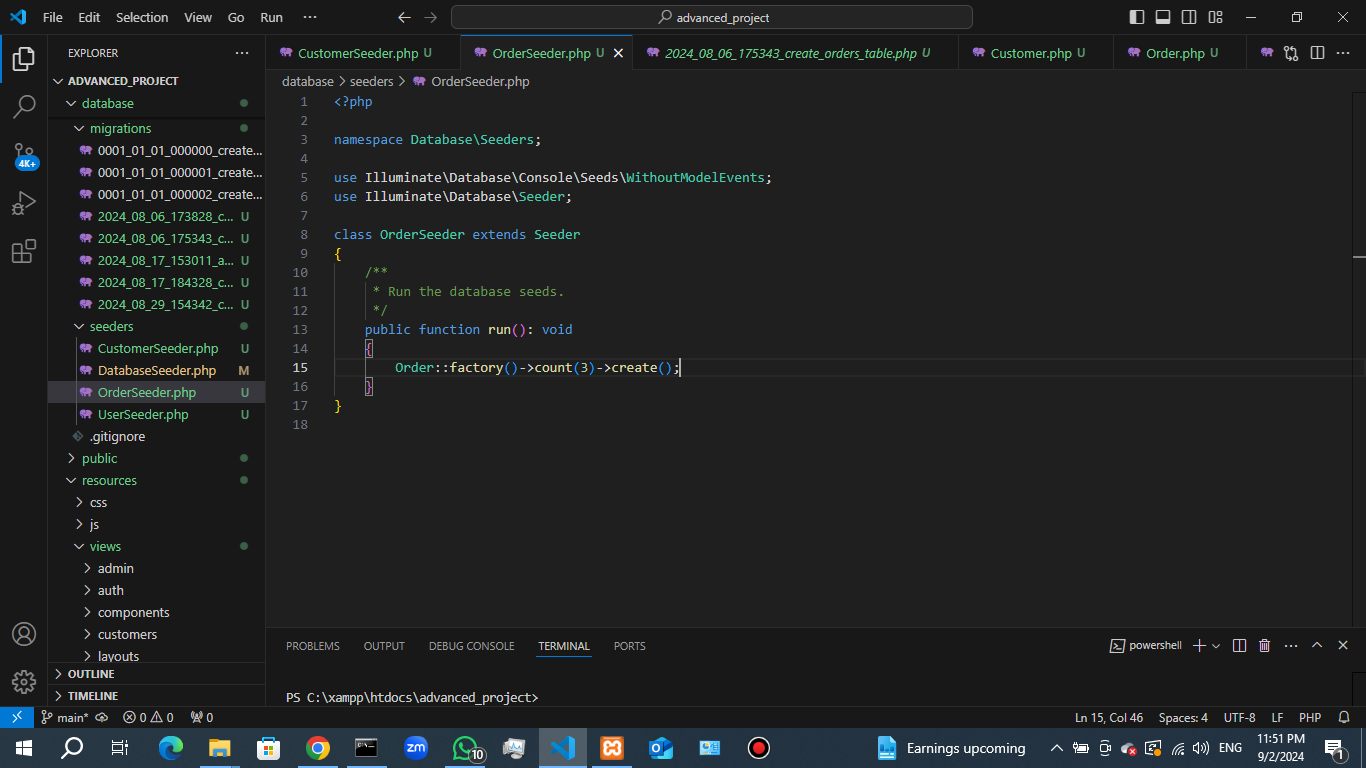 File Edit Selection View Go Run ··· advanced_project
EXPLORER ···
CustomerSeeder.php U OrderSeeder.php U 2024_08_06_175343_create_orders_table.php U Customer.php U Order.php U ···
ADVANCED_PROJECT
database
migrations
0001_01_01_000000_create...
0001_01_01_000001_create...
0001_01_01_000002_create...
2024_08_06_173828_c... U
2024_08_06_175343_c... U
2024_08_17_153011_a... U
2024_08_17_184328_c... U
2024_08_29_154342_c... U
seeders
CustomerSeeder.php U
DatabaseSeeder.php M
OrderSeeder.php U
UserSeeder.php U
.gitignore
public
resources
css
js
views
admin
auth
components
customers
layouts
OUTLINE
TIMELINE
4K+
database > seeders > OrderSeeder.php
1 <?php
2
3 namespace Database\Seeders;
4
5 use Illuminate\Database\Console\Seeds\WithoutModelEvents;
6 use Illuminate\Database\Seeder;
7
8 class OrderSeeder extends Seeder
9 {
10 /**
11 * Run the database seeds.
12 */
13 public function run(): void
14 {
15 Order::factory()->count(3)->create();
16 }
17 }
18
PROBLEMS OUTPUT DEBUG CONSOLE TERMINAL PORTS powershell ···
PS C:\xampp\htdocs\advanced_project>
main* 0 0 0 Ln 15, Col 46 Spaces: 4 UTF-8 LF PHP
zm 10 Earnings upcoming ENG 11:51 PM
9/2/2024 1